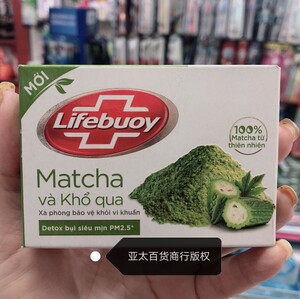 MỚI
Lifebuoy
100%
Matcha từ
thiên nhiên
Matcha
và Khổ qua
Xà phòng bảo vệ khỏi vi khuẩn
Detox bụi siêu mịn PM2.5*
亚太百货商行版权